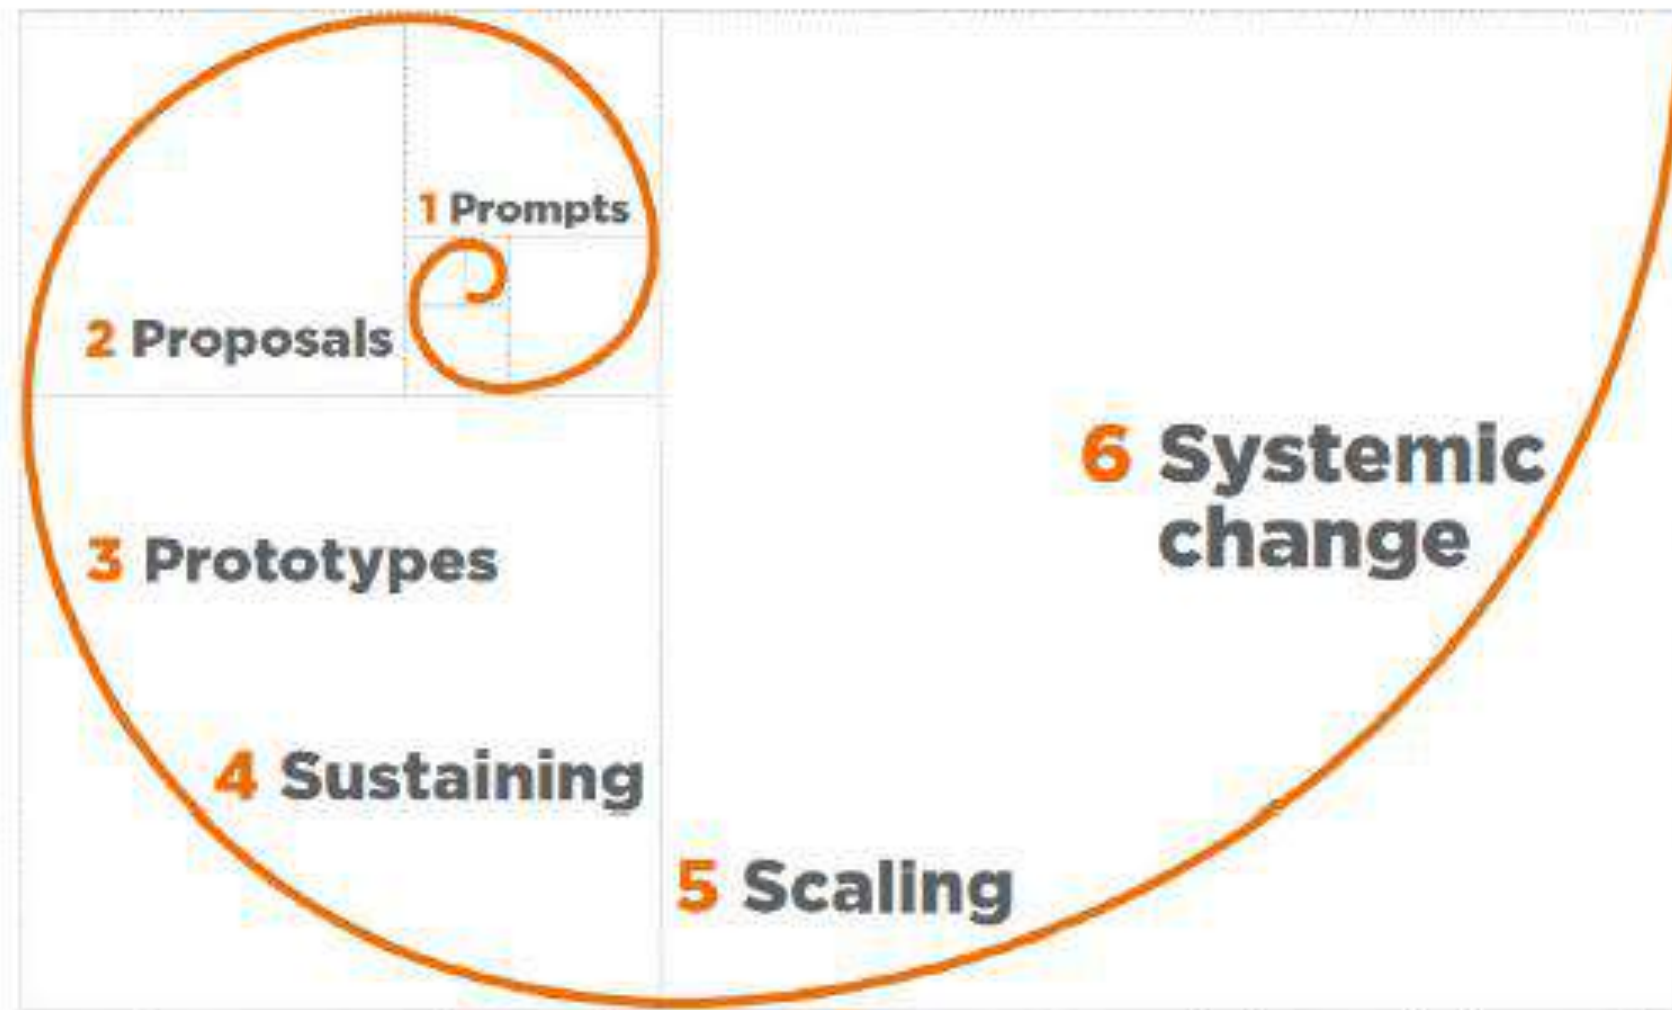 1 Prompts
2 Proposals
3 Prototypes
4 Sustaining
5 Scaling
6 Systemic
change